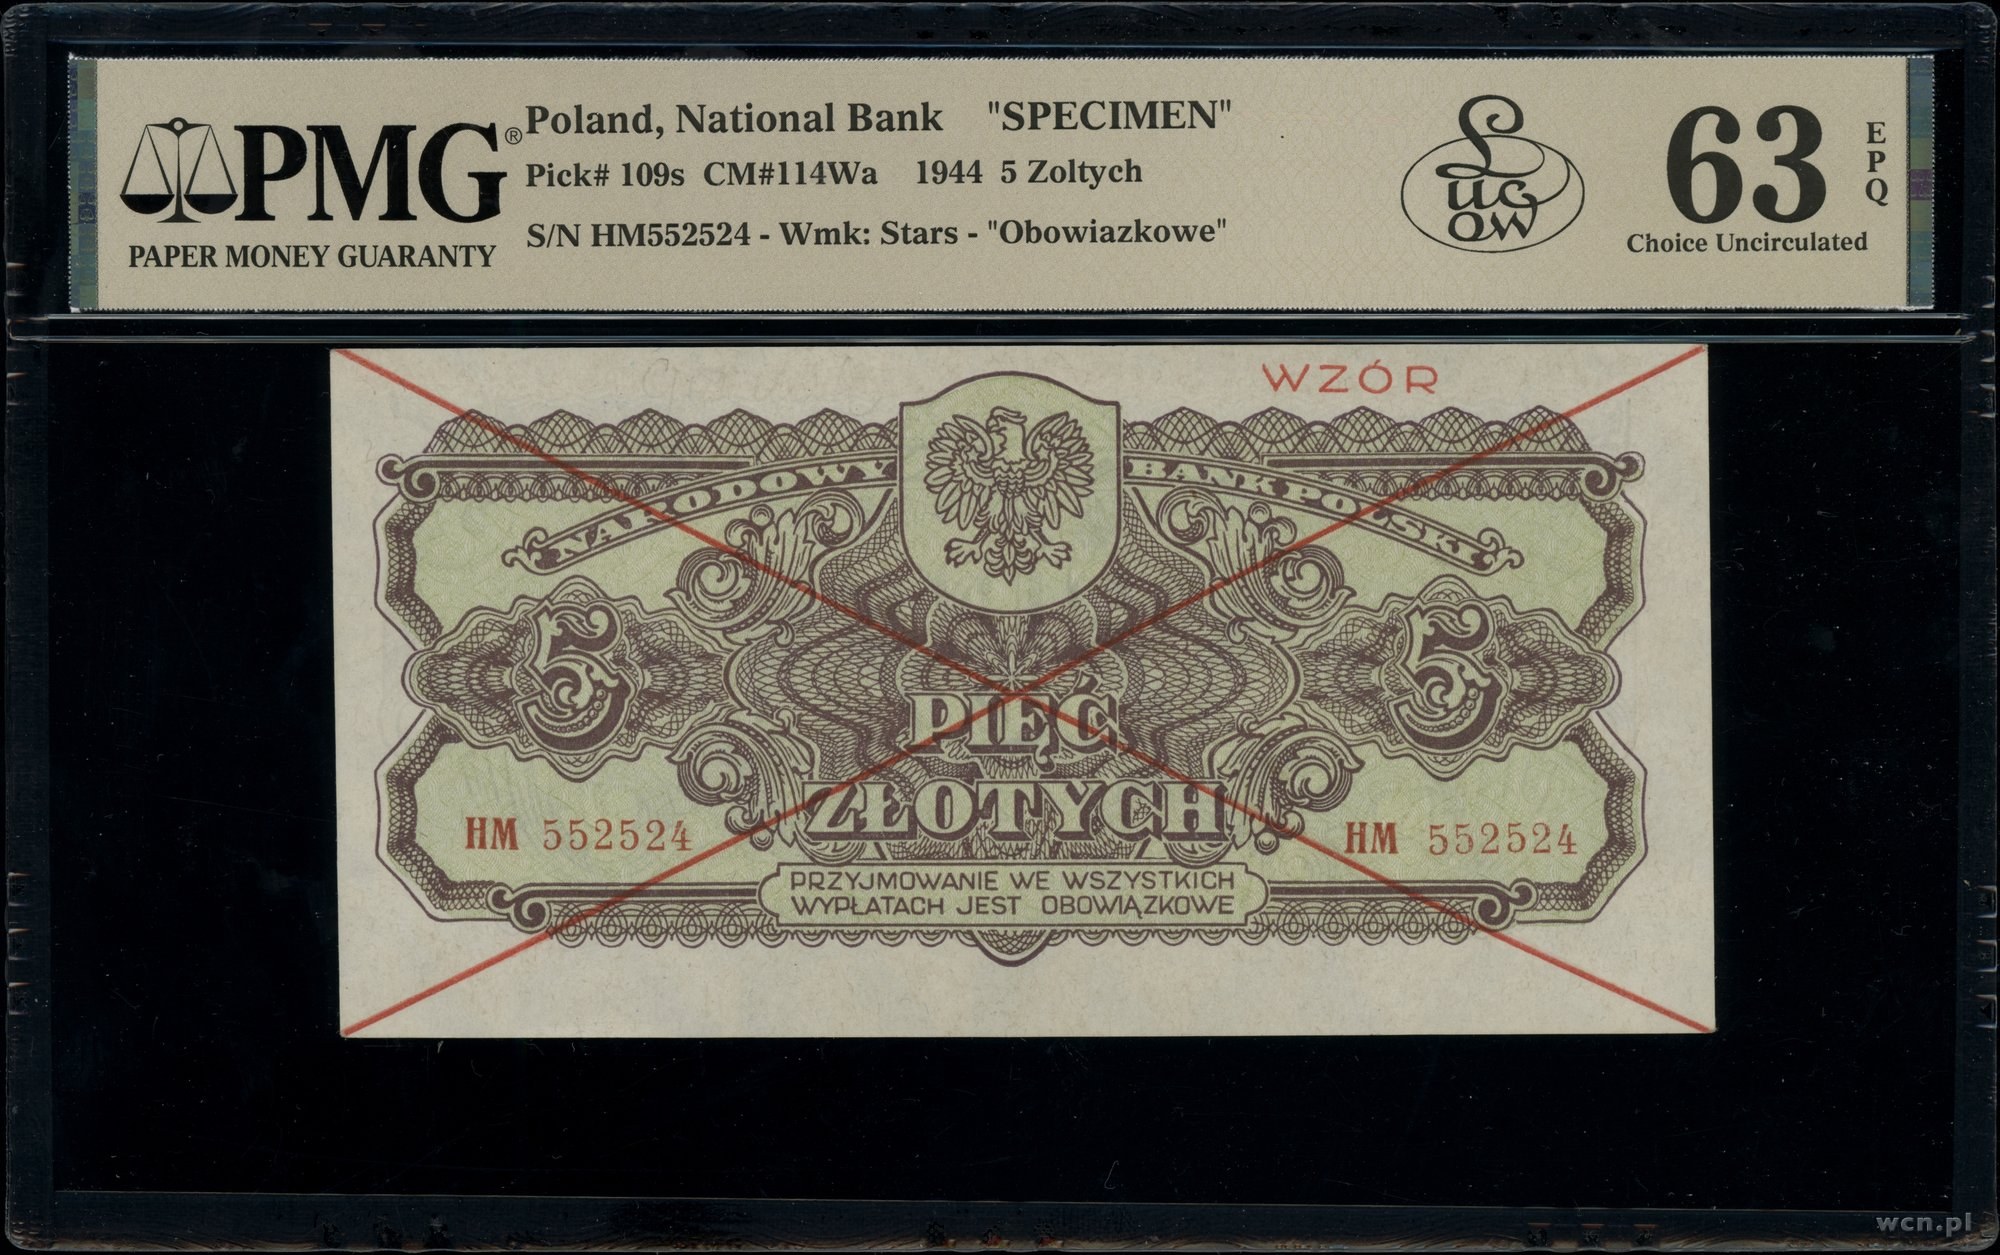 PMG®
PAPER MONEY GUARANTY
Poland, National Bank "SPECIMEN"
Pick# 109s CM#114Wa 1944 5 Zoltych
S/N HM552524 - Wmk: Stars - "Obowiazkowe"
Lugow
63
EPQ
Choice Uncirculated
WZÓR
NARODOWY BANK POLSKI
5
5
PIĘĆ
ZŁOTYCH
HM 552524
HM 552524
PRZYJMOWANIE WE WSZYSTKICH
WYPŁATACH JEST OBOWIĄZKOWE
wcn.pl